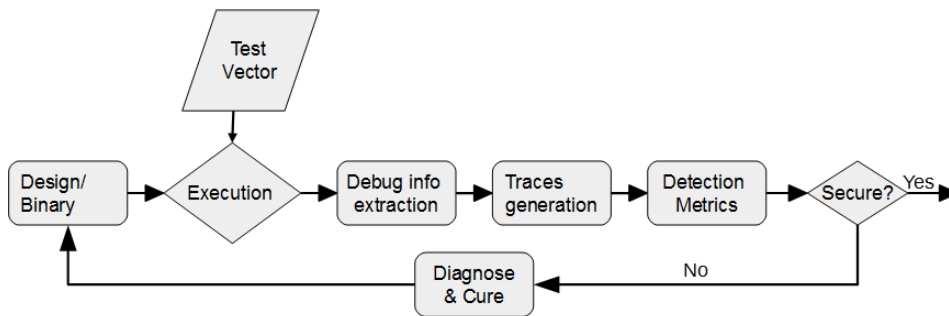 Test
Vector
Design/
Binary
Execution
Debug info
extraction
Traces
generation
Detection
Metrics
Secure?
Yes
No
Diagnose
& Cure